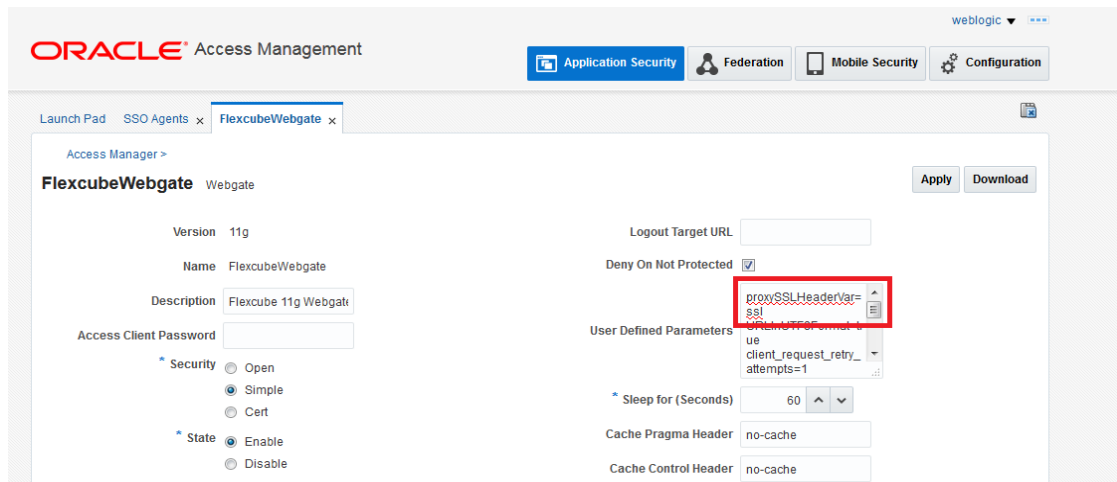 weblogic
ORACLE Access Management
Application Security
Federation
Mobile Security
Configuration
Launch Pad
SSO Agents x
FlexcubeWebgate x
Access Manager >
FlexcubeWebgate Webgate
Apply
Download
Version 11g
Name FlexcubeWebgate
Description Flexcube 11g Webgate
Access Client Password
* Security
Open
Simple
Cert
* State
Enable
Disable
Logout Target URL
Deny On Not Protected
User Defined Parameters
proxySSLHeaderVar=
ssl
URLInUTF8Format=tr
ue
client_request_retry_
attempts=1
* Sleep for (Seconds) 60
Cache Pragma Header no-cache
Cache Control Header no-cache